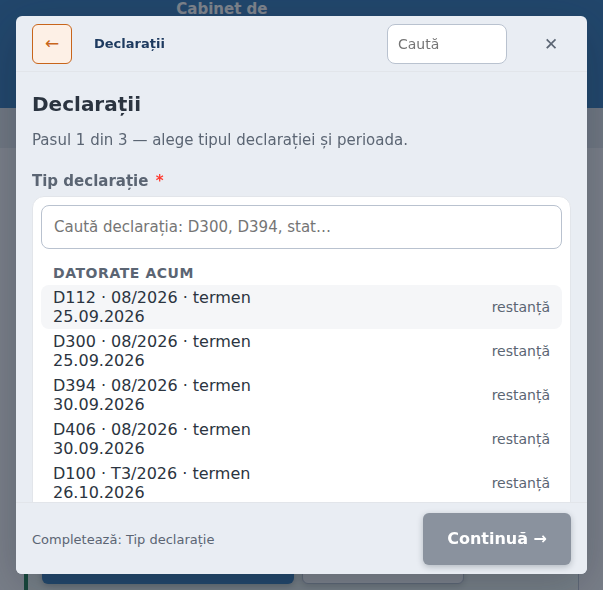 Cabinet de
←
Declarații
Caută
✕
Declarații
Pasul 1 din 3 — alege tipul declarației și perioada.
Tip declarație *
Caută declarația: D300, D394, stat…
DATORATE ACUM
D112 · 08/2026 · termen
25.09.2026
restanță
D300 · 08/2026 · termen
25.09.2026
restanță
D394 · 08/2026 · termen
30.09.2026
restanță
D406 · 08/2026 · termen
30.09.2026
restanță
D100 · T3/2026 · termen
26.10.2026
restanță
Completează: Tip declarație
Continuă →